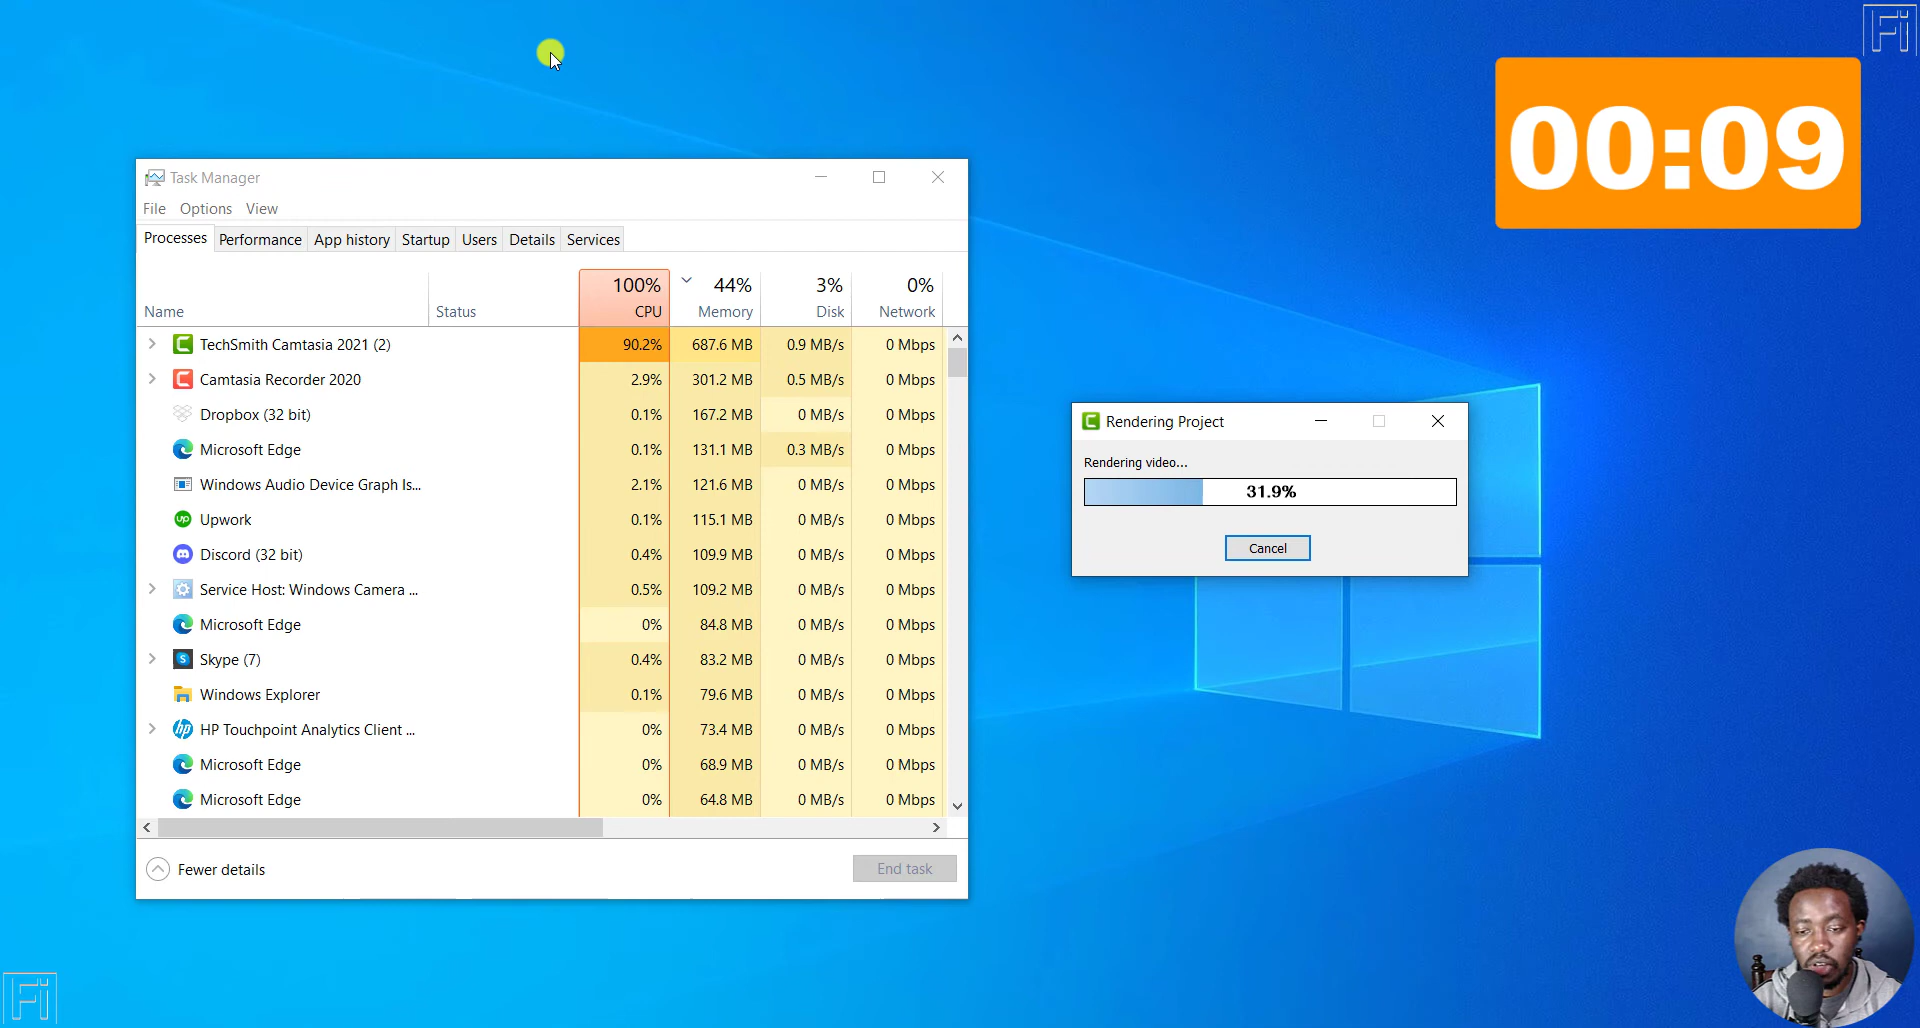 Fi
00:09
Task Manager
File Options View
Processes Performance App history Startup Users Details Services
100% 44% 3% 0%
Name Status CPU Memory Disk Network
TechSmith Camtasia 2021 (2) 90.2% 687.6 MB 0.9 MB/s 0 Mbps
Camtasia Recorder 2020 2.9% 301.2 MB 0.5 MB/s 0 Mbps
Dropbox (32 bit) 0.1% 167.2 MB 0 MB/s 0 Mbps
Microsoft Edge 0.1% 131.1 MB 0.3 MB/s 0 Mbps
Windows Audio Device Graph Is... 2.1% 121.6 MB 0 MB/s 0 Mbps
up Upwork 0.1% 115.1 MB 0 MB/s 0 Mbps
Discord (32 bit) 0.4% 109.9 MB 0 MB/s 0 Mbps
Service Host: Windows Camera ... 0.5% 109.2 MB 0 MB/s 0 Mbps
Microsoft Edge 0% 84.8 MB 0 MB/s 0 Mbps
S Skype (7) 0.4% 83.2 MB 0 MB/s 0 Mbps
Windows Explorer 0.1% 79.6 MB 0 MB/s 0 Mbps
hp HP Touchpoint Analytics Client ... 0% 73.4 MB 0 MB/s 0 Mbps
Microsoft Edge 0% 68.9 MB 0 MB/s 0 Mbps
Microsoft Edge 0% 64.8 MB 0 MB/s 0 Mbps
Fewer details End task
Rendering Project
Rendering video...
31.9%
Cancel
Fi